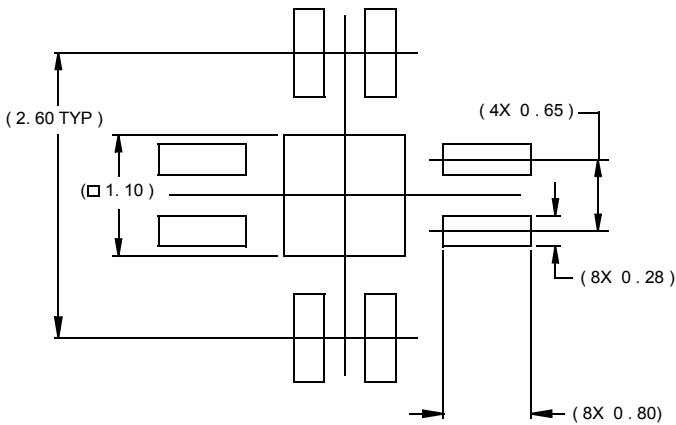 ( 4X 0 . 65 )
( 2. 60 TYP )
(□ 1. 10 )
( 8X 0 . 28 )
( 8X 0 . 80)